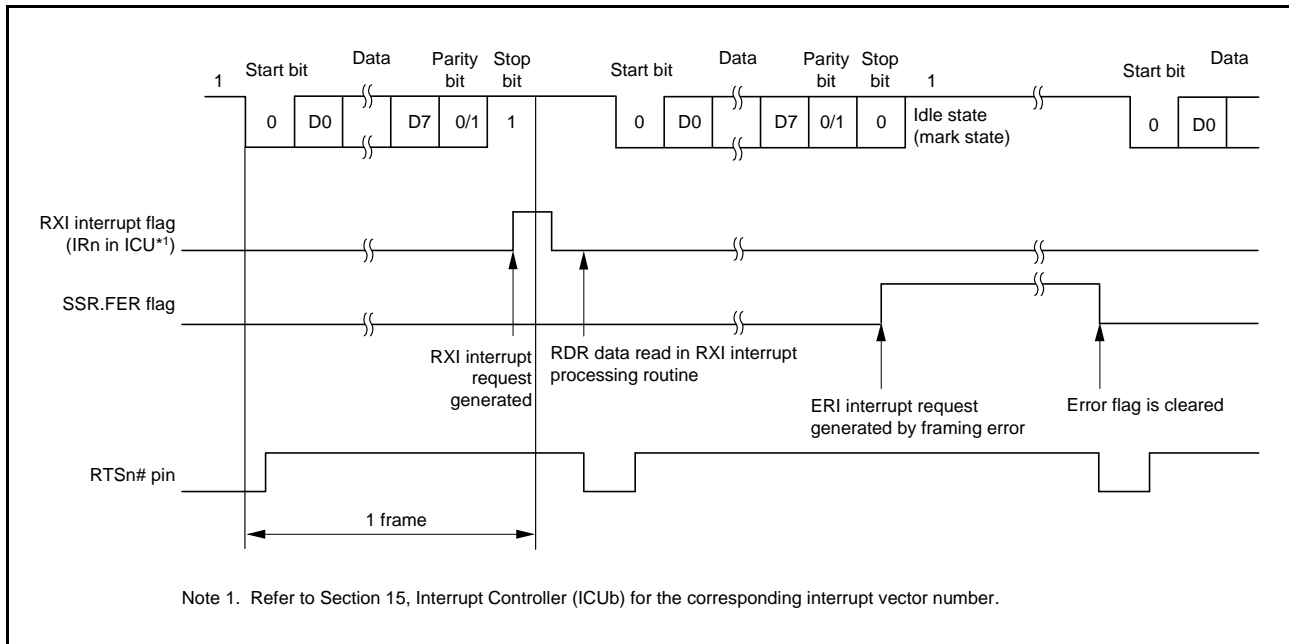 Start bit
Data
Parity bit
Stop bit
Start bit
Data
Parity bit
Stop bit
1
Start bit
Data
1
0
D0
D7
0/1
1
0
D0
D7
0/1
0
Idle state
(mark state)
0
D0
RXI interrupt flag
(IRn in ICU*1)
SSR.FER flag
RXI interrupt
request
generated
RDR data read in RXI interrupt
processing routine
ERI interrupt request
generated by framing error
Error flag is cleared
RTSn# pin
1 frame
Note 1. Refer to Section 15, Interrupt Controller (ICUb) for the corresponding interrupt vector number.